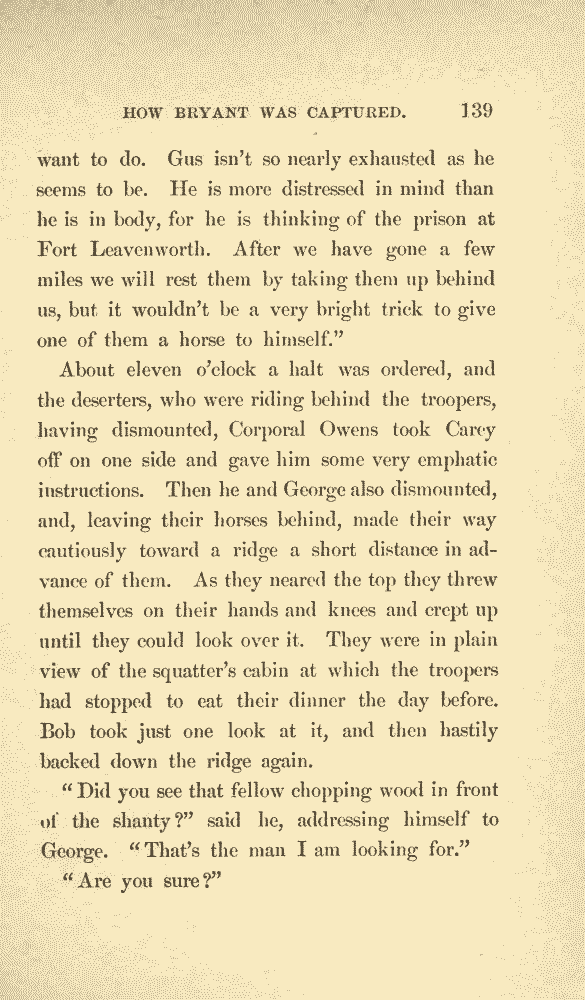 HOW BRYANT WAS CAPTURED. 139
want to do. Gus isn't so nearly exhausted as he
seems to be. He is more distressed in mind than
he is in body, for he is thinking of the prison at
Fort Leavenworth. After we have gone a few
miles we will rest them by taking them up behind
us, but it wouldn't be a very bright trick to give
one of them a horse to himself.”
About eleven o'clock a halt was ordered, and
the deserters, who were riding behind the troopers,
having dismounted, Corporal Owens took Carey
off on one side and gave him some very emphatic
instructions. Then he and George also dismounted,
and, leaving their horses behind, made their way
cautiously toward a ridge a short distance in ad-
vance of them. As they neared the top they threw
themselves on their hands and knees and crept up
until they could look over it. They were in plain
view of the squatter's cabin at which the troopers
had stopped to eat their dinner the day before.
Bob took just one look at it, and then hastily
backed down the ridge again.
“Did you see that fellow chopping wood in front
of the shanty?” said he, addressing himself to
George. “That's the man I am looking for.”
“Are you sure?”